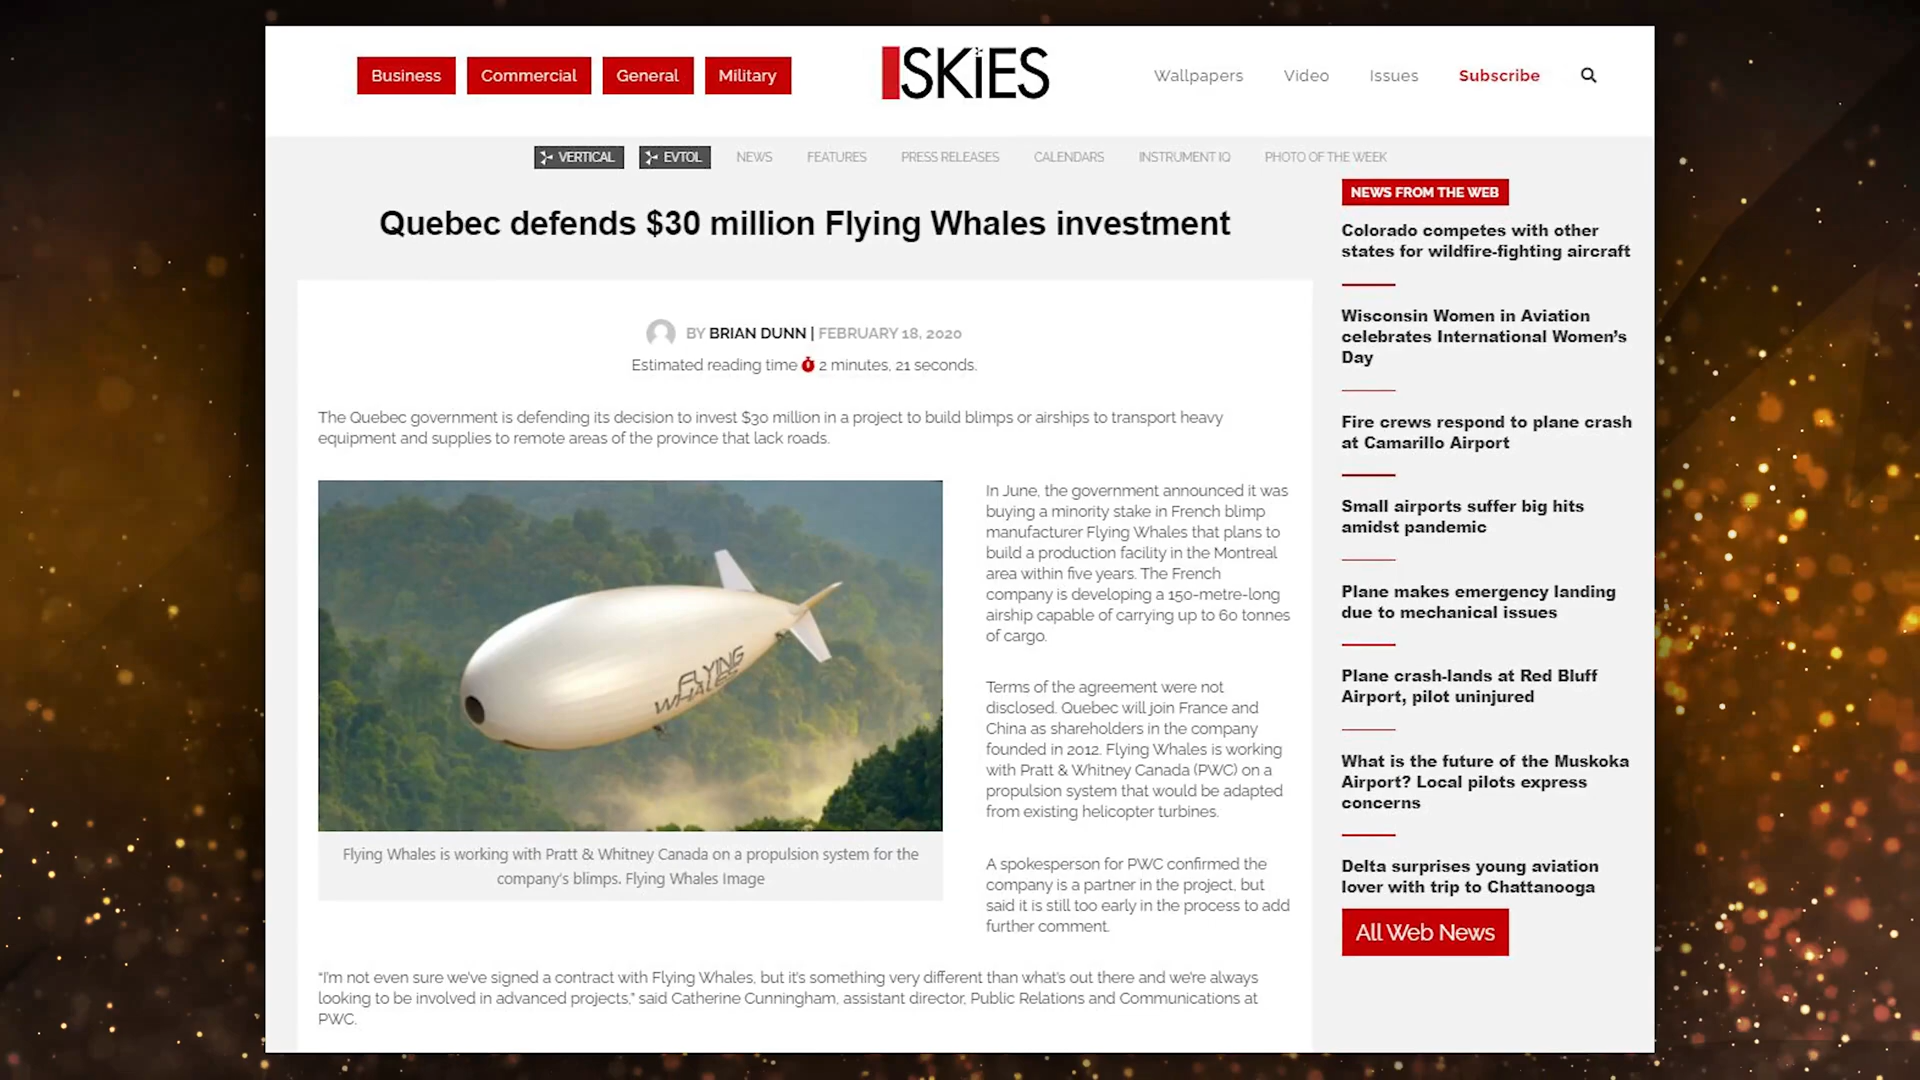 Business Commercial General Military
SKiES
Wallpapers Video Issues Subscribe
VERTICAL EVTOL NEWS FEATURES PRESS RELEASES CALENDARS INSTRUMENT IQ PHOTO OF THE WEEK
Quebec defends $30 million Flying Whales investment
BY BRIAN DUNN | FEBRUARY 18, 2020
Estimated reading time 2 minutes, 21 seconds.
The Quebec government is defending its decision to invest $30 million in a project to build blimps or airships to transport heavy
equipment and supplies to remote areas of the province that lack roads.
FLYING
WHALES
Flying Whales is working with Pratt & Whitney Canada on a propulsion system for the
company's blimps. Flying Whales Image
In June, the government announced it was
buying a minority stake in French blimp
manufacturer Flying Whales that plans to
build a production facility in the Montreal
area within five years. The French
company is developing a 150-metre-long
airship capable of carrying up to 60 tonnes
of cargo.
Terms of the agreement were not
disclosed. Quebec will join France and
China as shareholders in the company
founded in 2012. Flying Whales is working
with Pratt & Whitney Canada (PWC) on a
propulsion system that would be adapted
from existing helicopter turbines.
A spokesperson for PWC confirmed the
company is a partner in the project, but
said it is still too early in the process to add
further comment.
“I'm not even sure we've signed a contract with Flying Whales, but it's something very different than what's out there and we're always
looking to be involved in advanced projects,” said Catherine Cunningham, assistant director, Public Relations and Communications at
PWC.
NEWS FROM THE WEB
Colorado competes with other
states for wildfire-fighting aircraft
Wisconsin Women in Aviation
celebrates International Women's
Day
Fire crews respond to plane crash
at Camarillo Airport
Small airports suffer big hits
amidst pandemic
Plane makes emergency landing
due to mechanical issues
Plane crash-lands at Red Bluff
Airport, pilot uninjured
What is the future of the Muskoka
Airport? Local pilots express
concerns
Delta surprises young aviation
lover with trip to Chattanooga
All Web News